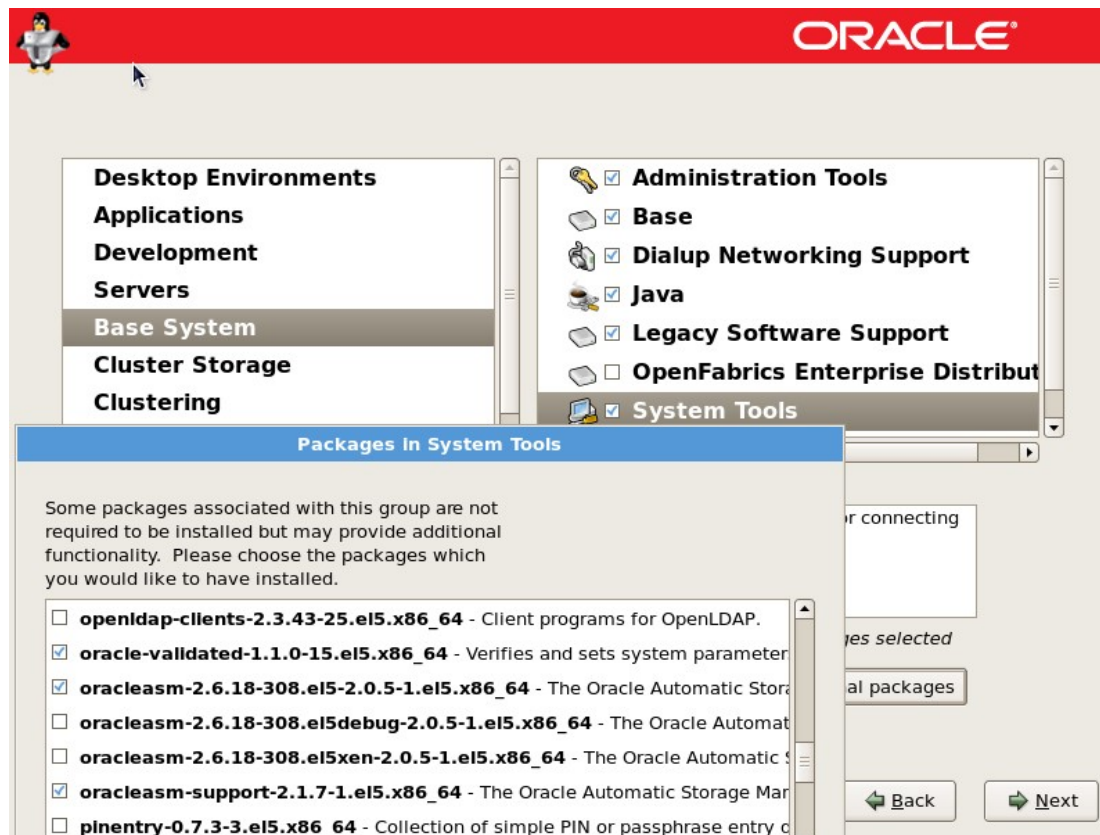 ORACLE®
Desktop Environments
Applications
Development
Servers
Base System
Cluster Storage
Clustering
Administration Tools
Base
Dialup Networking Support
Java
Legacy Software Support
OpenFabrics Enterprise Distribut
System Tools
Packages in System Tools
Some packages associated with this group are not
required to be installed but may provide additional
functionality. Please choose the packages which
you would like to have installed.
openldap-clients-2.3.43-25.el5.x86_64 - Client programs for OpenLDAP.
oracle-validated-1.1.0-15.el5.x86_64 - Verifies and sets system parameter
oracleasm-2.6.18-308.el5-2.0.5-1.el5.x86_64 - The Oracle Automatic Stora
oracleasm-2.6.18-308.el5debug-2.0.5-1.el5.x86_64 - The Oracle Automat
oracleasm-2.6.18-308.el5xen-2.0.5-1.el5.x86_64 - The Oracle Automatic
oracleasm-support-2.1.7-1.el5.x86_64 - The Oracle Automatic Storage Man
pinentry-0.7.3-3.el5.x86_64 - Collection of simple PIN or passphrase entry
or connecting
ges selected
al packages
Back
Next